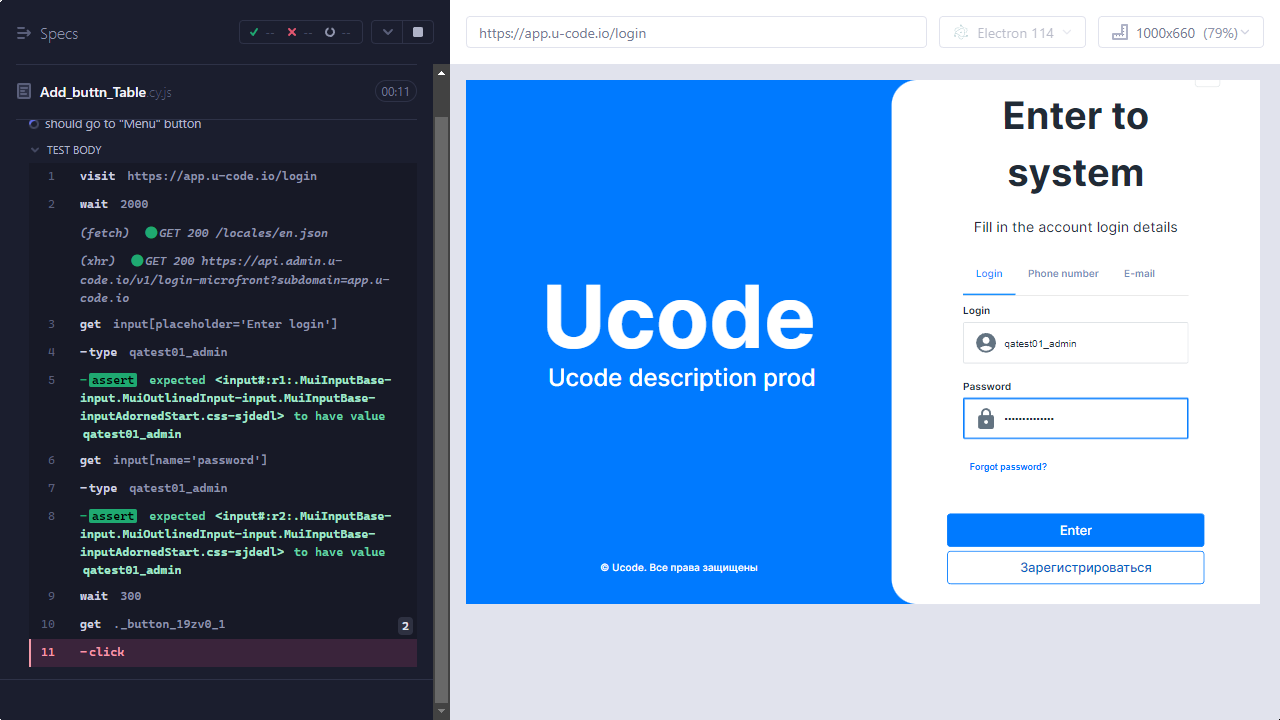 Specs
-- -- --
Add_buttn_Table.cy.js 00:11
should go to "Menu" button
TEST BODY
1 visit https://app.u-code.io/login
2 wait 2000
(fetch) GET 200 /locales/en.json
(xhr) GET 200 https://api.admin.u-
code.io/v1/login-microfront?subdomain=app.u-
code.io
3 get input[placeholder='Enter login']
4 -type qatest01_admin
5 -assert expected <input#:r1:.MuiInputBase-
input.MuiOutlinedInput-input.MuiInputBase-
inputAdornedStart.css-sjdedl> to have value
qatest01_admin
6 get input[name='password']
7 -type qatest01_admin
8 -assert expected <input#:r2:.MuiInputBase-
input.MuiOutlinedInput-input.MuiInputBase-
inputAdornedStart.css-sjdedl> to have value
qatest01_admin
9 wait 300
10 get ._button_19zv0_1 2
11 -click
https://app.u-code.io/login
Electron 114
1000x660 (79%)
Ucode
Ucode description prod
© Ucode. Все права защищены
Enter to
system
Fill in the account login details
Login Phone number E-mail
Login
qatest01_admin
Password
••••••••••••••
Forgot password?
Enter
Зарегистрироваться